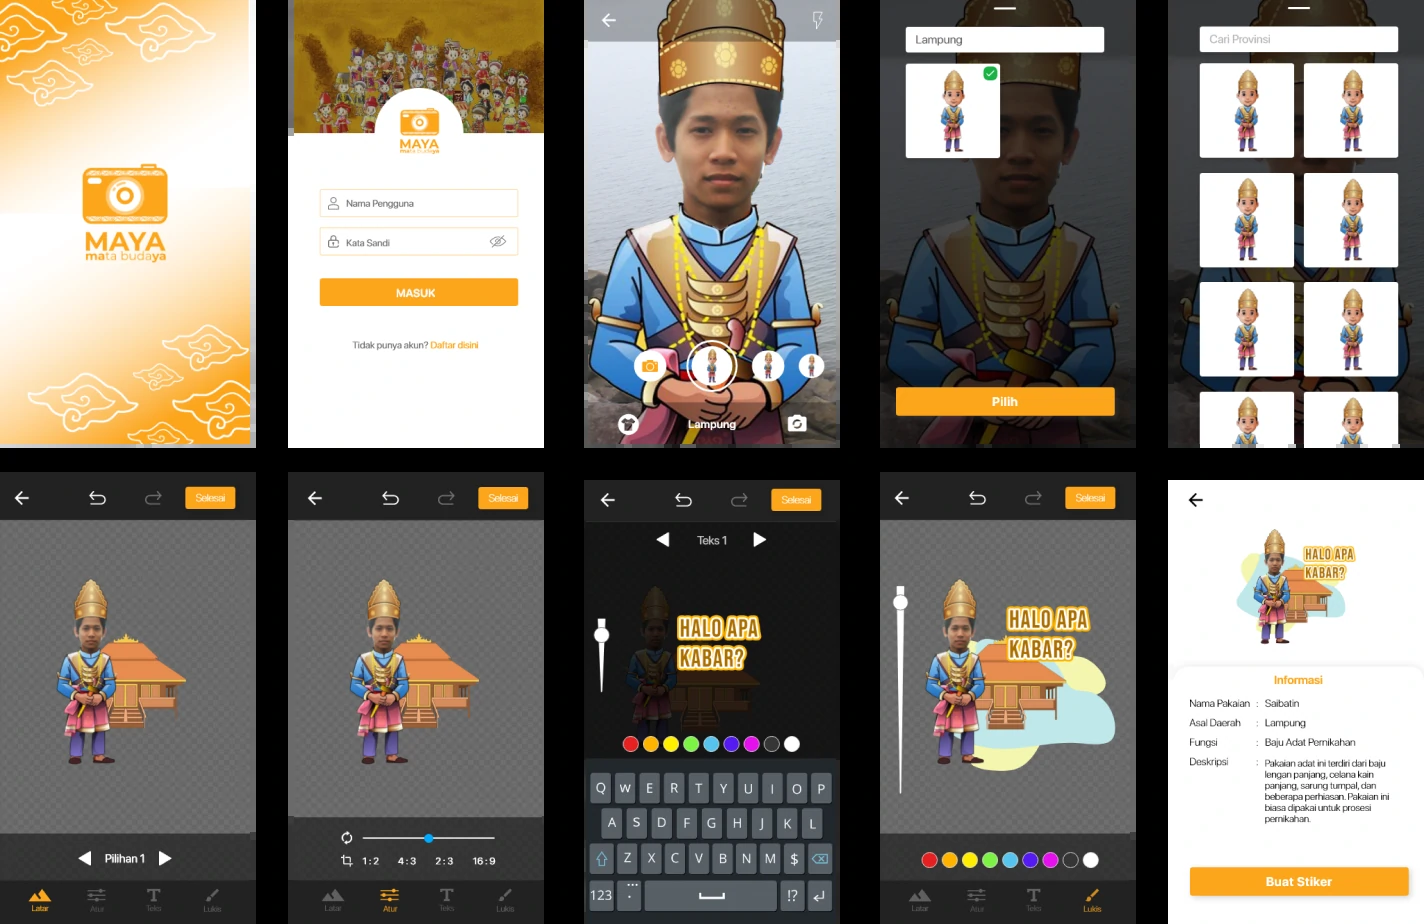 MAYA
mata budaya
MAYA
mata budaya
Nama Pengguna
Kata Sandi
MASUK
Tidak punya akun? Daftar disini
Lampung
Lampung
Pilih
Cari Provinsi
Selesai
Pilihan 1
Latar
Atur
Teks
Lukis
Selesai
1:2 4:3 2:3 16:9
Latar
Atur
Teks
Lukis
Selesai
Teks 1
HALO APA
KABAR?
Q W E R T Y U I O P
A S D F G H J K L
Z X C V B N M $
123 !?
Selesai
HALO APA
KABAR?
Latar
Atur
Teks
Lukis
HALO APA
KABAR?
Informasi
Nama Pakaian : Saibatin
Asal Daerah : Lampung
Fungsi : Baju Adat Pernikahan
Deskripsi : Pakaian adat ini terdiri dari baju
lengan panjang, celana kain
panjang, sarung tumpal, dan
beberapa perhiasan. Pakaian ini
biasa dipakai untuk prosesi
pernikahan.
Buat Stiker